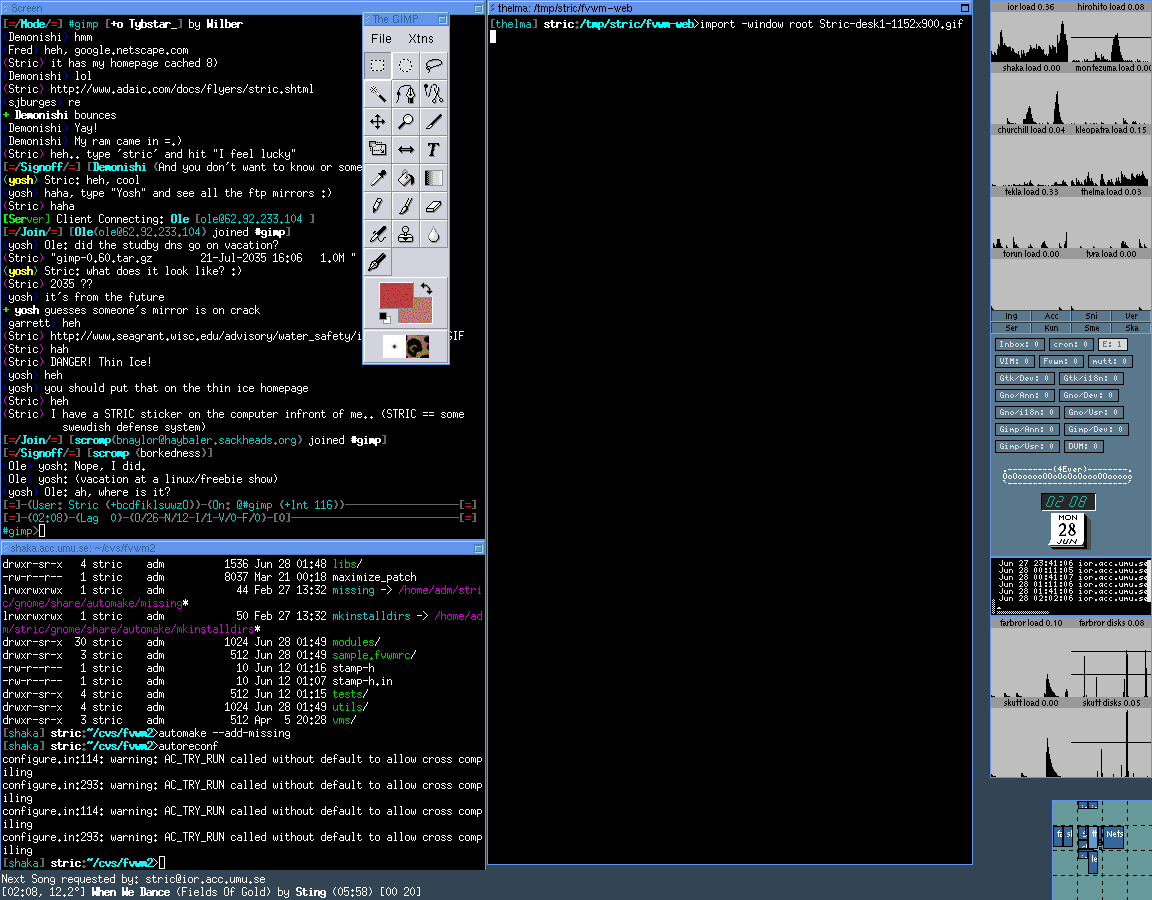 Screen
[=/Mode/=] #gimp [+o Tybstar_] by Wilber
(Demonishi) hmm
(Fred) heh, google.netscape.com
(Stric) it has my homepage cached 8)
(Demonishi) lol
(Stric) http://www.adaic.com/docs/flyers/stric.shtml
(sjburges) re
+ Demonishi bounces
(Demonishi) Yay!
(Demonishi) My ram came in =.)
(Stric) heh.. type 'stric' and hit "I feel lucky"
[=/Signoff/=] [Demonishi (And you don't want to know or some
(yosh) Stric: heh, cool
(yosh) haha, type "Yosh" and see all the ftp mirrors :)
(Stric) haha
[Server] Client Connecting: Ole [ole@62.92.233.104 ]
[=/Join/=] [Ole(ole@62.92.233.104) joined #gimp]
(yosh) Ole: did the studby dns go on vacation?
(Stric) "gimp-0.60.tar.gz 21-Jul-2035 16:06 1.0M "
(yosh) Stric: what does it look like? :)
(Stric) 2035 ??
(yosh) it's from the future
+ yosh guesses someone's mirror is on crack
(garrett) heh
(Stric) http://www.seagrant.wisc.edu/advisory/water_safety/i GIF
(Stric) hah
(Stric) DANGER! Thin Ice!
(yosh) heh
(yosh) you should put that on the thin ice homepage
(Stric) heh
(Stric) I have a STRIC sticker on the computer infront of me.. (STRIC == some
swewdish defense system)
[=/Join/=] [scromp(bnaylor@haybaler.sackheads.org) joined #gimp]
[=/Signoff/=] [scromp (borkedness)]
(Ole) yosh: Nope, I did.
(Ole) yosh: (vacation at a linux/freebie show)
(yosh) Ole: ah, where is it?
[=]-(User: Stric (+bcdfiklsuwzO))-(On: @#gimp (+lnt 116))[=]
[=]-(02:08)-(Lag 0)-(O/26-N/12-I/1-V/0-F/0)-[0][=]
#gimp>
The GIMP
File Xtns
shaka.acc.umu.se: ~/cvs/fvwm2
drwxr-sr-x 4 stric adm 1536 Jun 28 01:48 libs/
-rw-r--r-- 1 stric adm 8037 Mar 21 00:18 maximize_patch
lrwxrwxrwx 1 stric adm 44 Feb 27 13:32 missing -> /home/adm/stri
c/gnome/share/automake/missing*
lrwxrwxrwx 1 stric adm 50 Feb 27 13:32 mkinstalldirs -> /home/ad
m/stric/gnome/share/automake/mkinstalldirs*
drwxr-sr-x 30 stric adm 1024 Jun 28 01:49 modules/
drwxr-sr-x 3 stric adm 512 Jun 28 01:49 sample.fvwmrc/
-rw-r--r-- 1 stric adm 10 Jun 12 01:16 stamp-h
-rw-r--r-- 1 stric adm 10 Jun 12 01:07 stamp-h.in
drwxr-sr-x 4 stric adm 512 Jun 12 01:15 tests/
drwxr-sr-x 4 stric adm 1024 Jun 28 01:49 utils/
drwxr-sr-x 3 stric adm 512 Apr 5 20:28 vms/
[shaka] stric:~/cvs/fvwm2>automake --add-missing
[shaka] stric:~/cvs/fvwm2>autoreconf
configure.in:114: warning: AC_TRY_RUN called without default to allow cross comp
iling
configure.in:293: warning: AC_TRY_RUN called without default to allow cross comp
iling
configure.in:114: warning: AC_TRY_RUN called without default to allow cross comp
iling
configure.in:293: warning: AC_TRY_RUN called without default to allow cross comp
iling
[shaka] stric:~/cvs/fvwm2>
Next Song requested by: stric@ior.acc.umu.se
[02:08, 12.2°] When We Dance (Fields Of Gold) by Sting (05:58) [00 20]
thelma: /tmp/stric/fvwm-web
[thelma] stric:/tmp/stric/fvwm-web>import -window root Stric-desk1-1152x900.gif
ior load 0.36 hirohito load 0.08
shaka load 0.00 montezuma load 0.00
churchill load 0.04 kleopatra load 0.15
tekla load 0.33 thelma load 0.03
forun load 0.00 fyra load 0.00
Ing Acc Sni Ver
Ser Kun Sme Ska
Inbox: 0 cron: 0 E: 1
VIM: 0 Fvwm: 0 mutt: 0
Gtk/Dev: 0 Gtk/i18n: 0
Gno/Ann: 0 Gno/Dev: 0
Gno/i18n: 0 Gno/Usr: 0
Gimp/Ann: 0 Gimp/Dev: 0
Gimp/Usr: 0 DVM: 0
(4Ever)
02 08
MON
28
JUN
Jun 27 23:41:06 ior.acc.umu.se
Jun 28 00:11:05 ior.acc.umu.se
Jun 28 00:41:07 ior.acc.umu.se
Jun 28 01:41:06 ior.acc.umu.se
Jun 28 02:02:06 ior.acc.umu.se
farbror load 0.10 farbror disks 0.08
skutt load 0.00 skutt disks 0.05
Nets